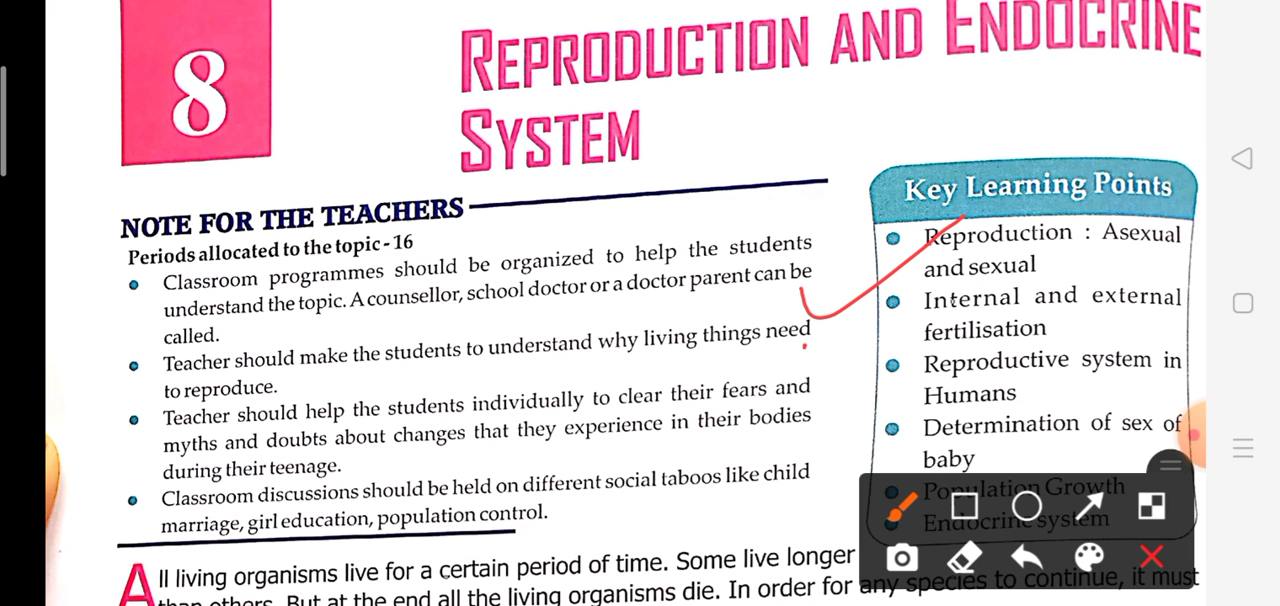 8
REPRODUCTION AND ENDOCRINE
SYSTEM
NOTE FOR THE TEACHERS
Periods allocated to the topic - 16
Classroom programmes should be organized to help the students
understand the topic. A counsellor, school doctor or a doctor parent can be
called.
Teacher should make the students to understand why living things need
to reproduce.
Teacher should help the students individually to clear their fears and
myths and doubts about changes that they experience in their bodies
during their teenage.
Classroom discussions should be held on different social taboos like child
marriage, girl education, population control.
Key Learning Points
Reproduction : Asexual
and sexual
Internal and external
fertilisation
Reproductive system in
Humans
Determination of sex of
baby
Population Growth
Endocrine system
All living organisms live for a certain period of time. Some live longer
than others. But at the end all the living organisms die. In order for any species to continue, it must